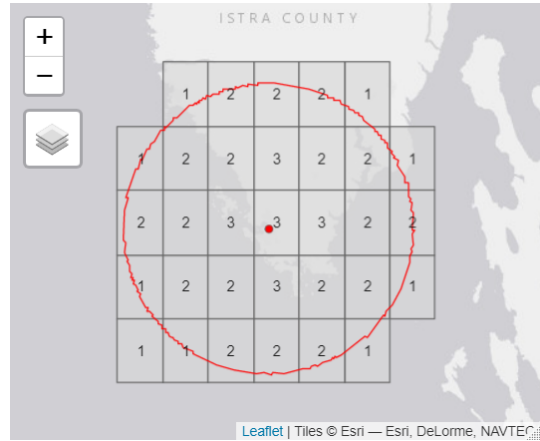 ISTRA COUNTY
+
−
1 2 2 2 1
1 2 2 3 2 2 1
2 2 3 3 3 2 2
1 2 2 3 2 2 1
1 1 2 2 2 1
Leaflet | Tiles © Esri — Esri, DeLorme, NAVTEQ